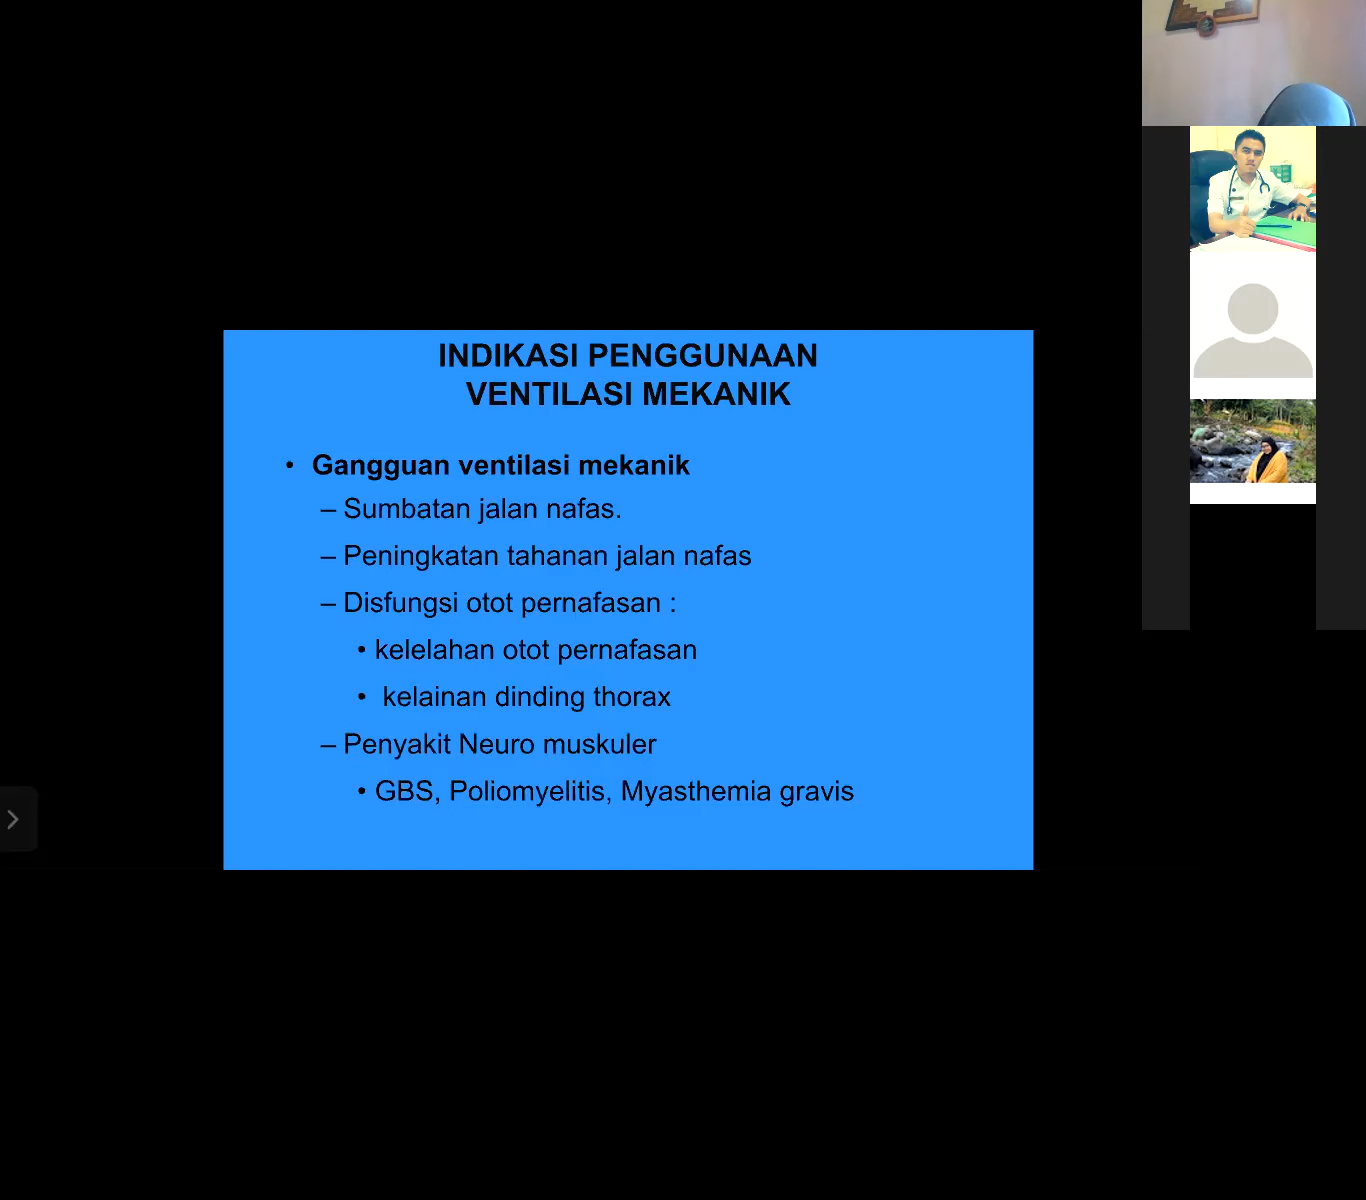 INDIKASI PENGGUNAAN
VENTILASI MEKANIK
• Gangguan ventilasi mekanik
– Sumbatan jalan nafas.
– Peningkatan tahanan jalan nafas
– Disfungsi otot pernafasan :
• kelelahan otot pernafasan
• kelainan dinding thorax
– Penyakit Neuro muskuler
• GBS, Poliomyelitis, Myasthemia gravis